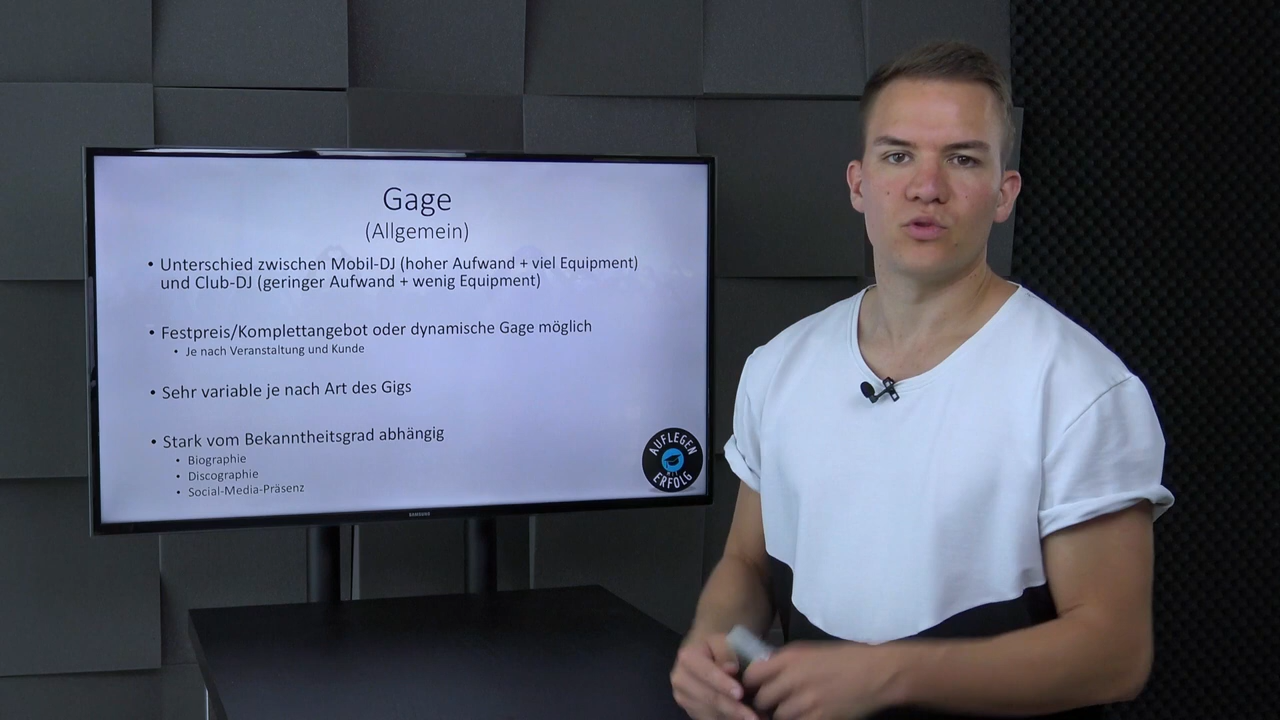 Gage
(Allgemein)
• Unterschied zwischen Mobil-DJ (hoher Aufwand + viel Equipment)
und Club-DJ (geringer Aufwand + wenig Equipment)
• Festpreis/Komplettangebot oder dynamische Gage möglich
• Je nach Veranstaltung und Kunde
• Sehr variable je nach Art des Gigs
• Stark vom Bekanntheitsgrad abhängig
• Biographie
• Discographie
• Social-Media-Präsenz
AUFLEGEN
MIT
ERFOLG
SAMSUNG